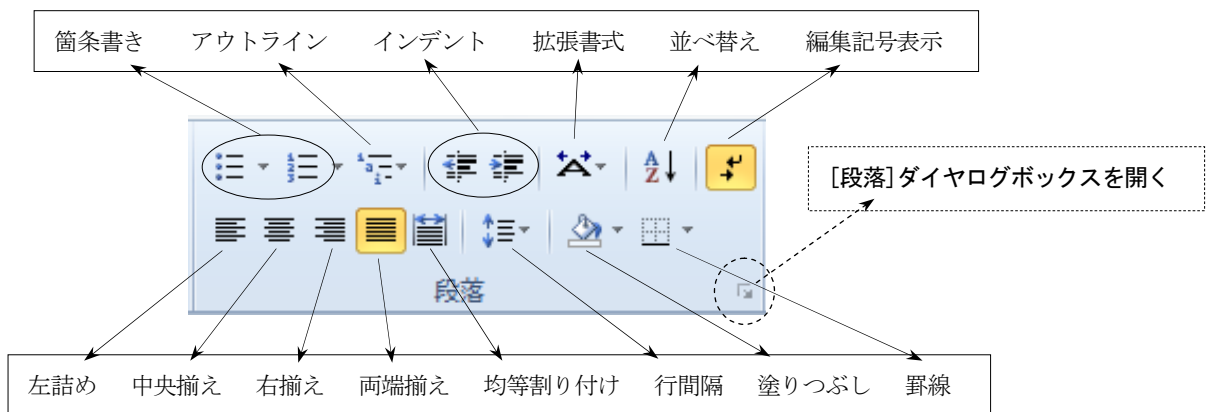 箇条書き アウトライン インデント 拡張書式 並べ替え 編集記号表示
[段落]ダイヤログボックスを開く
段落
左詰め 中央揃え 右揃え 両端揃え 均等割り付け 行間隔 塗りつぶし 罫線